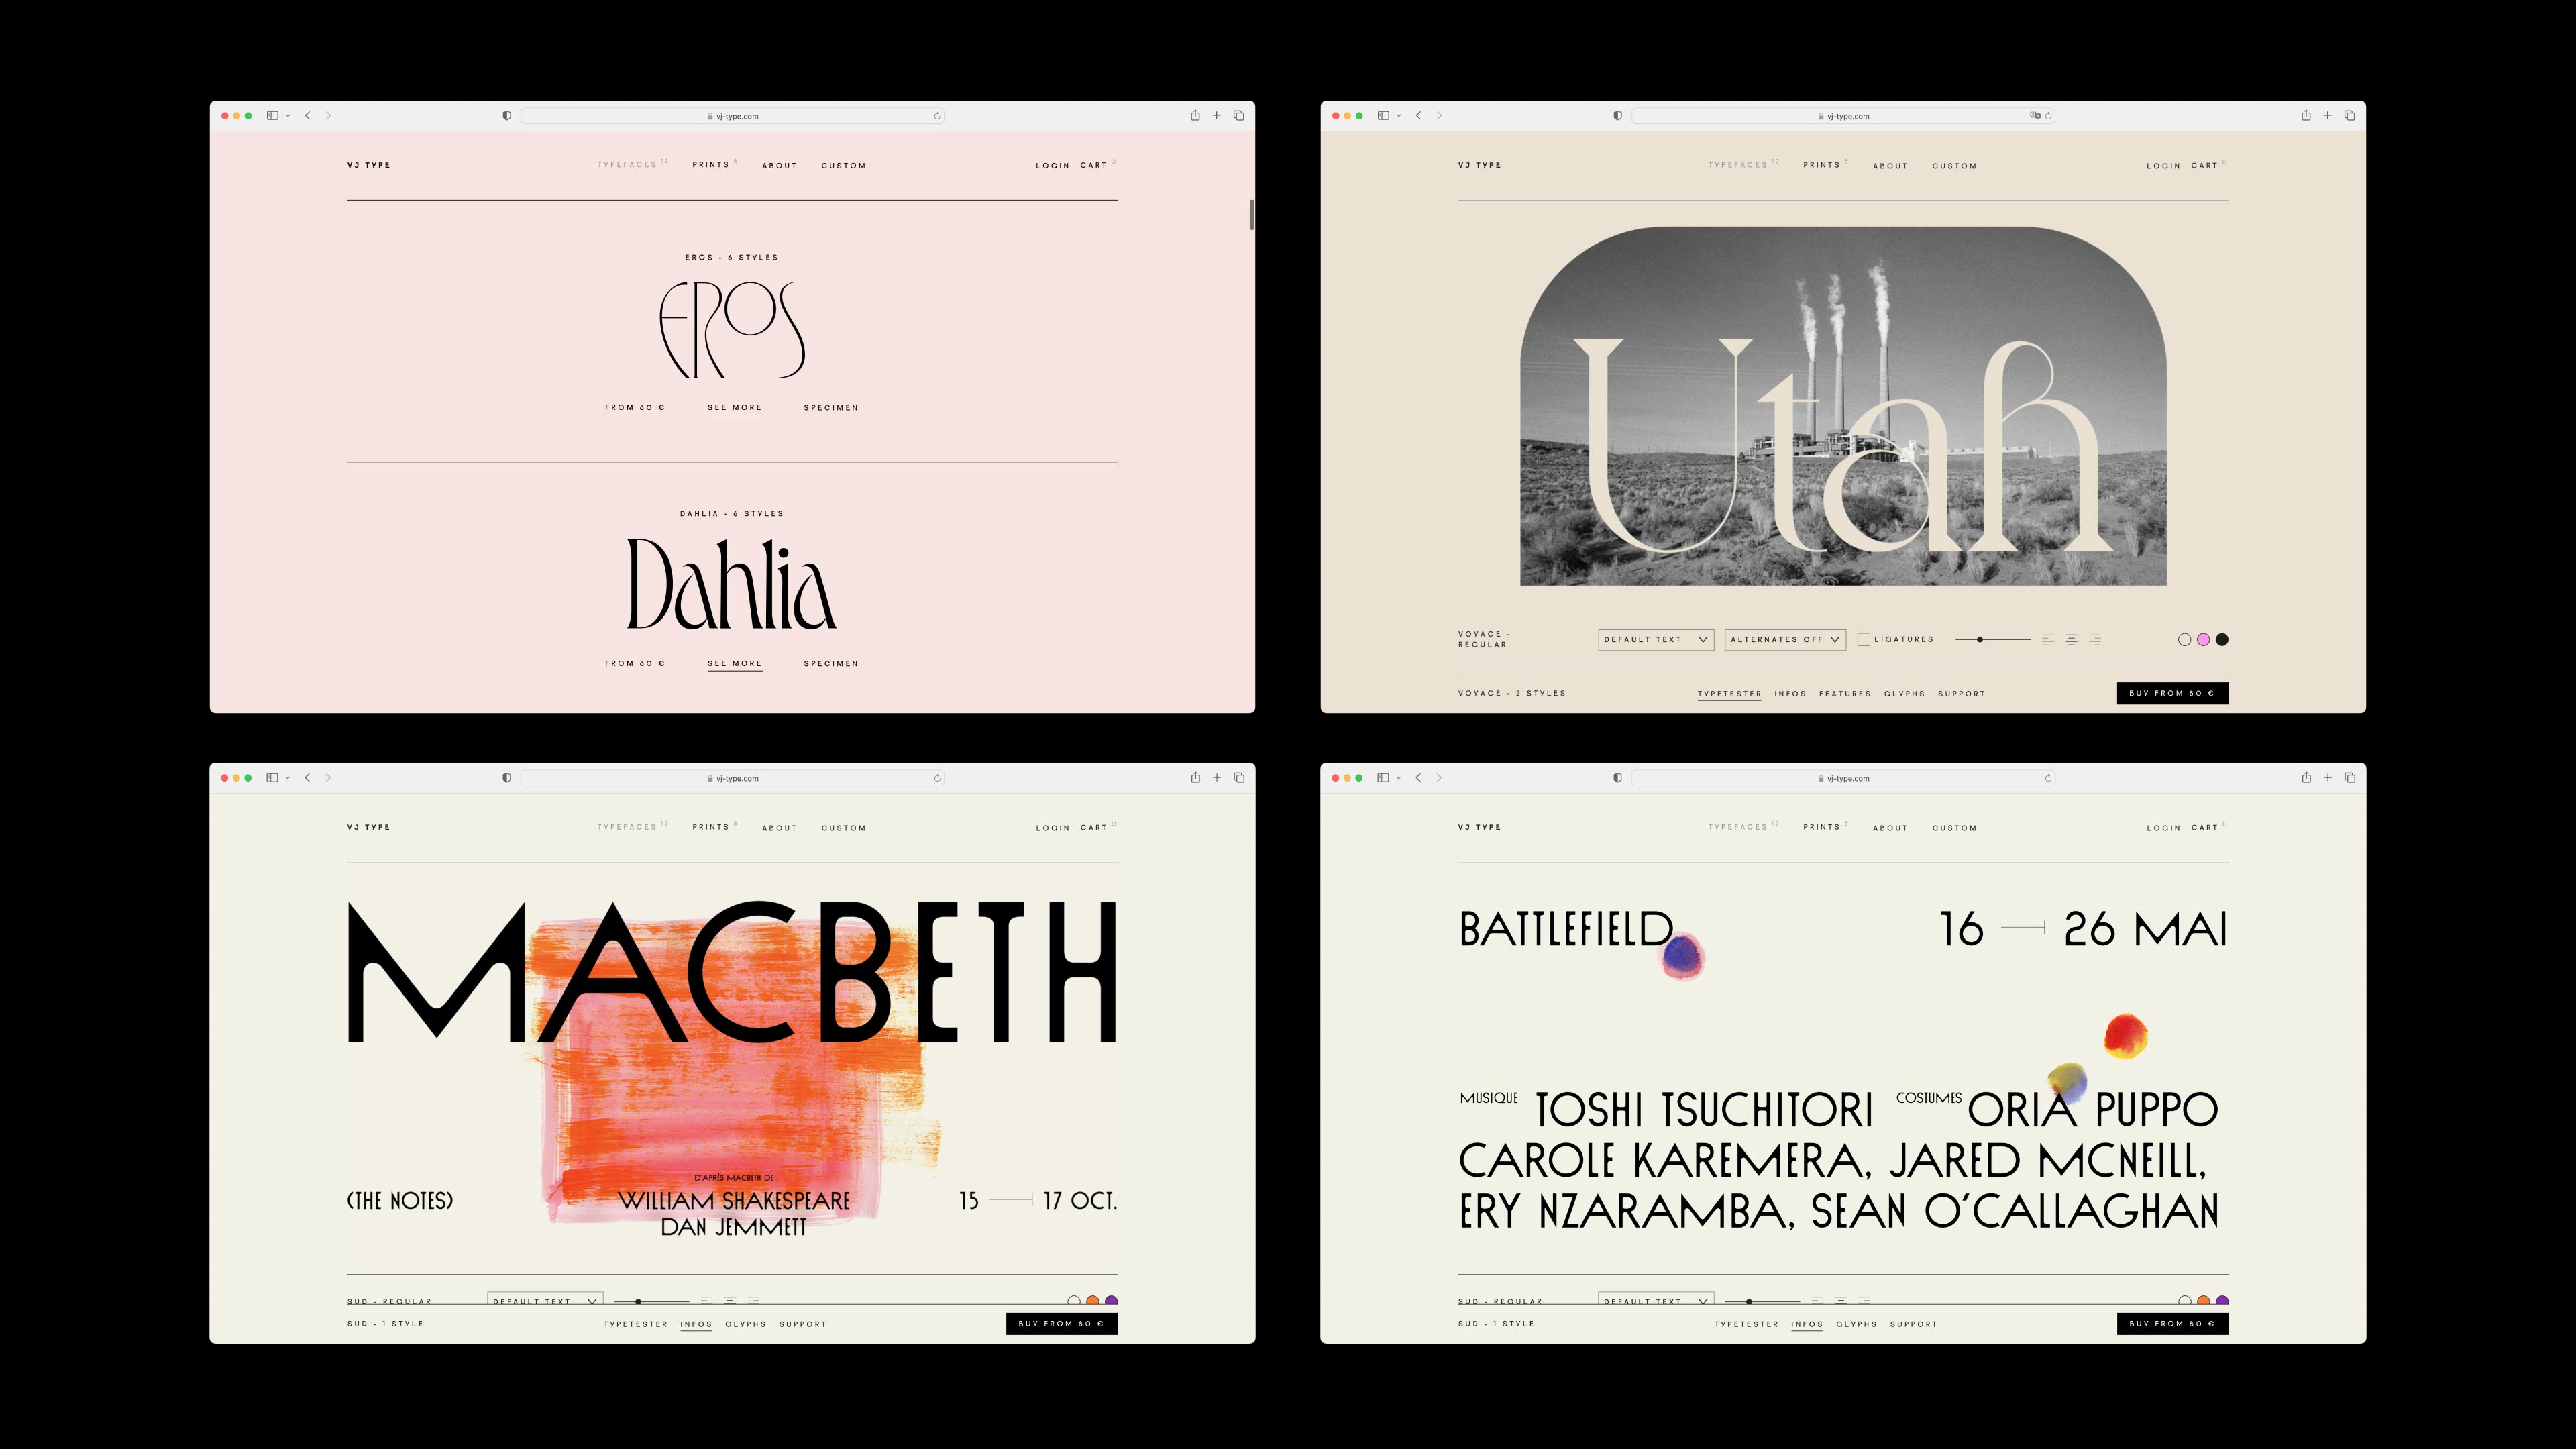 vj-type.com
VJ TYPE TYPEFACES 12 PRINTS 8 ABOUT CUSTOM LOGIN CART 0
EROS • 6 STYLES
EROS
FROM 80 € SEE MORE SPECIMEN
DAHLIA • 6 STYLES
Dahlia
FROM 80 € SEE MORE SPECIMEN
vj-type.com
VJ TYPE TYPEFACES 12 PRINTS 8 ABOUT CUSTOM LOGIN CART 0
Utah
VOYAGE -
REGULAR
DEFAULT TEXT ALTERNATES OFF LIGATURES
VOYAGE • 2 STYLES TYPETESTER INFOS FEATURES GLYPHS SUPPORT BUY FROM 80 €
vj-type.com
VJ TYPE TYPEFACES 12 PRINTS 8 ABOUT CUSTOM LOGIN CART 0
MACBETH
D'APRÈS MACBETH DE
(THE NOTES) WILLIAM SHAKESPEARE 15 17 OCT.
DAN JEMMETT
SUD - REGULAR DEFAULT TEXT
SUD • 1 STYLE TYPETESTER INFOS GLYPHS SUPPORT BUY FROM 80 €
vj-type.com
VJ TYPE TYPEFACES 12 PRINTS 8 ABOUT CUSTOM LOGIN CART 0
BATTLEFIELD 16 26 MAI
MUSIQUE TOSHI TSUCHITORI COSTUMES ORIA PUPPO
CAROLE KAREMERA, JARED MCNEILL,
ERY NZARAMBA, SEAN O'CALLAGHAN
SUD - REGULAR DEFAULT TEXT
SUD • 1 STYLE TYPETESTER INFOS GLYPHS SUPPORT BUY FROM 80 €